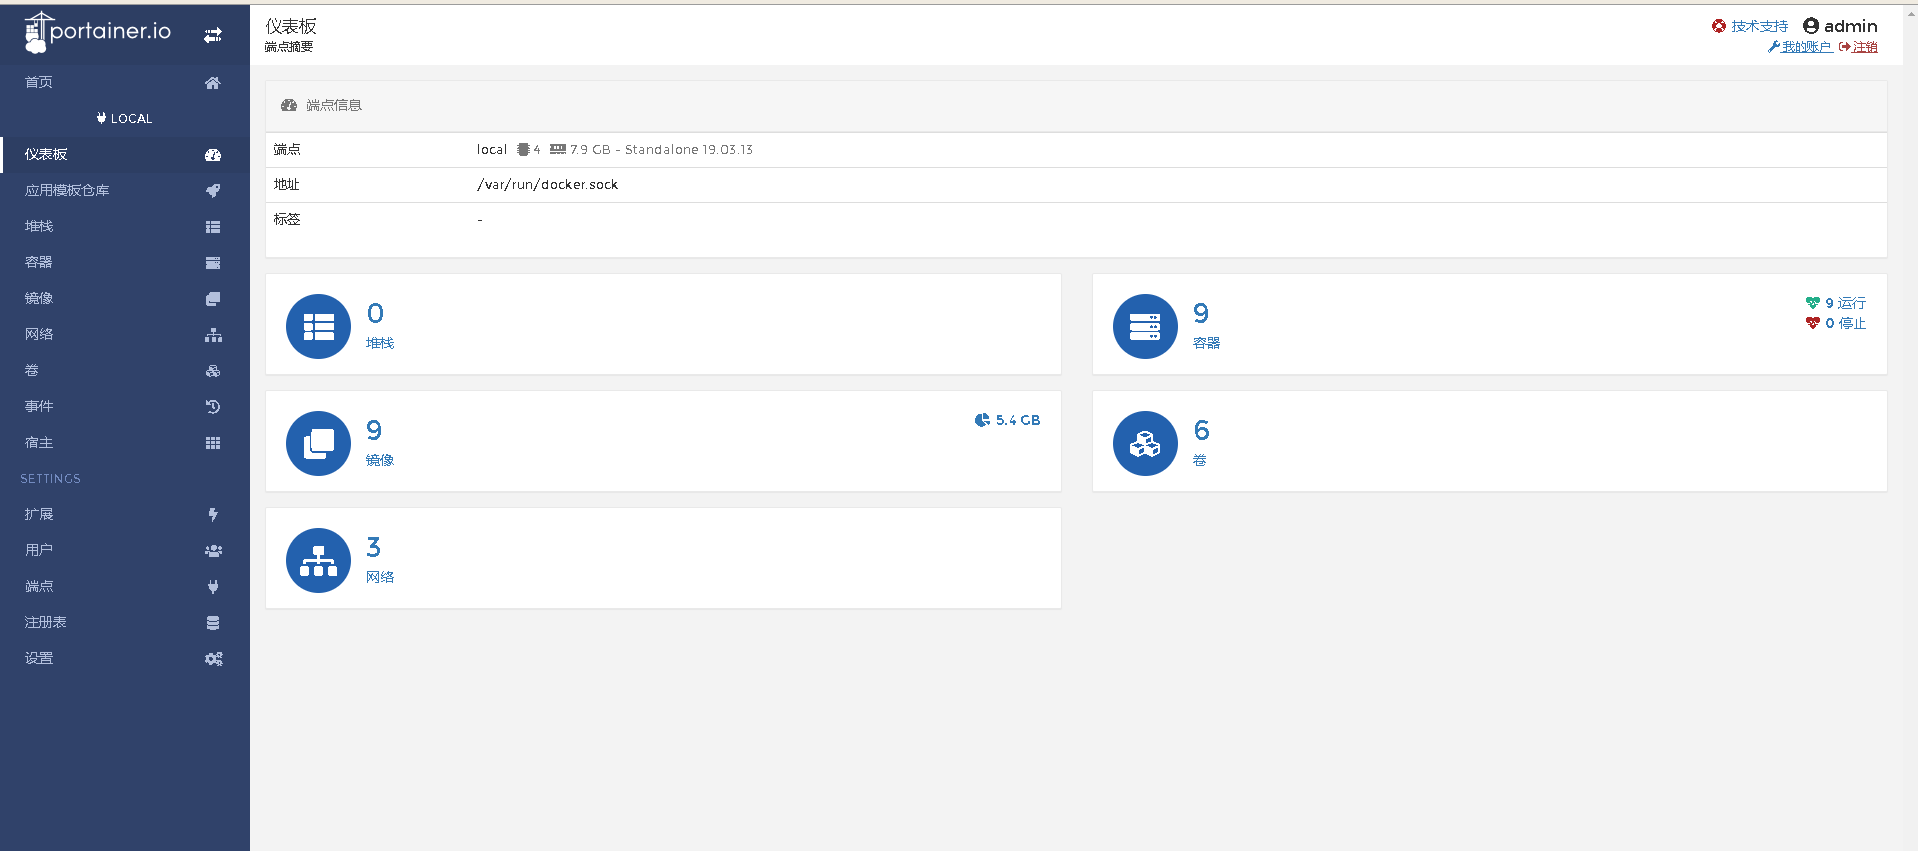 portainer.io
首页
LOCAL
仪表板
应用模板仓库
堆栈
容器
镜像
网络
卷
事件
宿主
SETTINGS
扩展
用户
端点
注册表
设置
仪表板
端点摘要
技术支持 admin
我的账户 注销
端点信息
端点 local 4 7.9 GB - Standalone 19.03.13
地址 /var/run/docker.sock
标签 -
0
堆栈
9
容器
9 运行
0 停止
9
镜像
5.4 GB
6
卷
3
网络